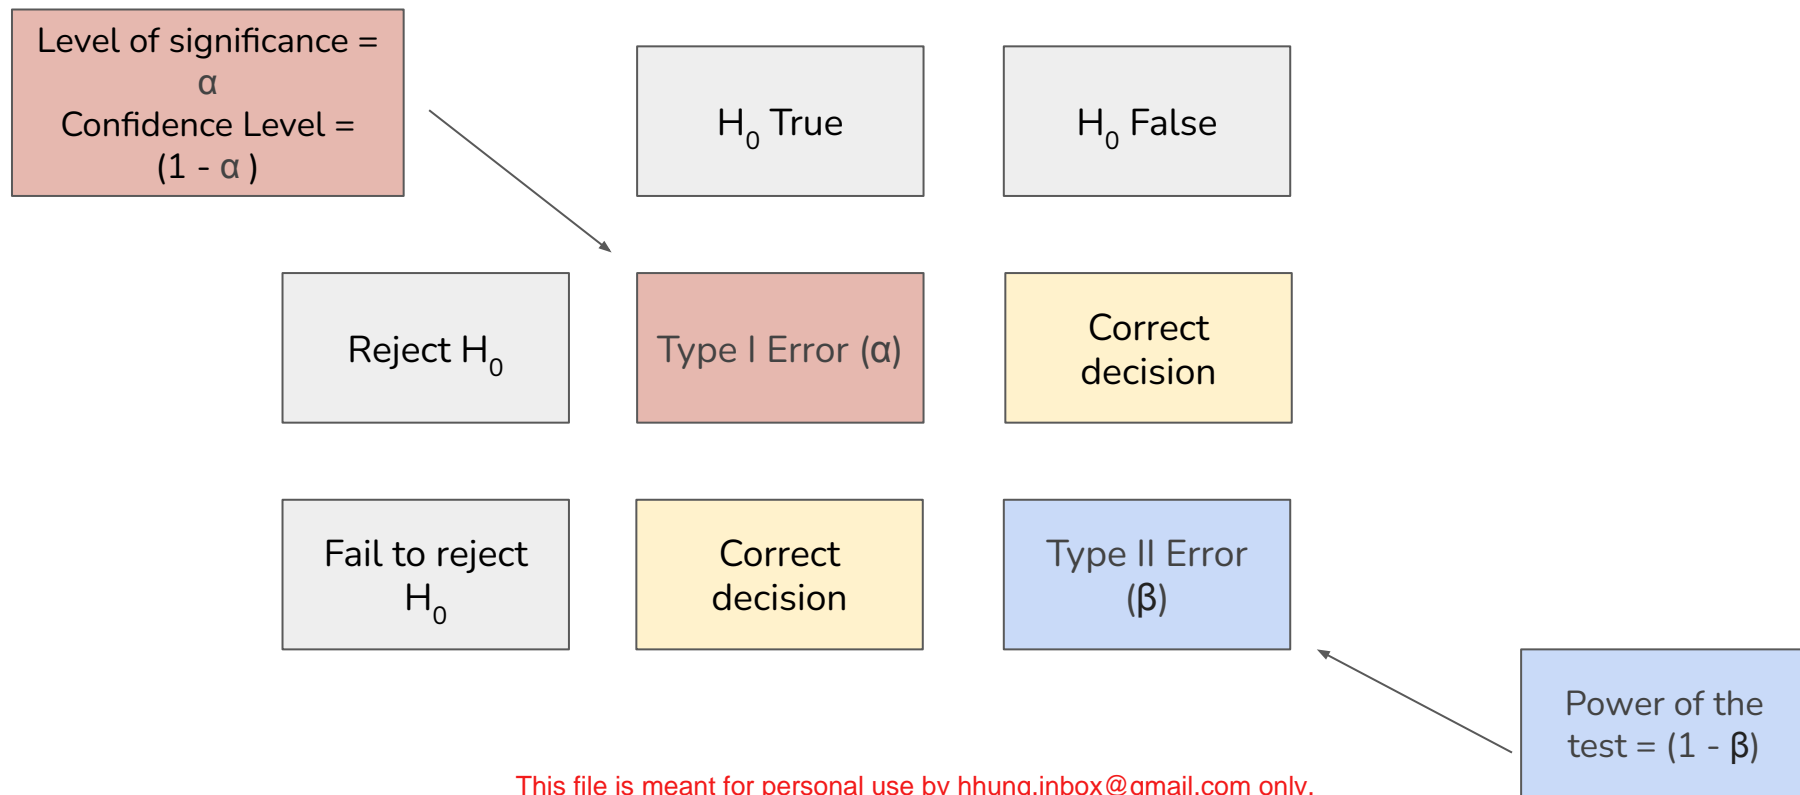 Level of significance =
α
Confidence Level =
(1 - α )
H₀ True
H₀ False
Reject H₀
Type I Error (α)
Correct
decision
Fail to reject
H₀
Correct
decision
Type II Error
(β)
Power of the
test = (1 - β)
This file is meant for personal use by hhung.inbox@gmail.com only.